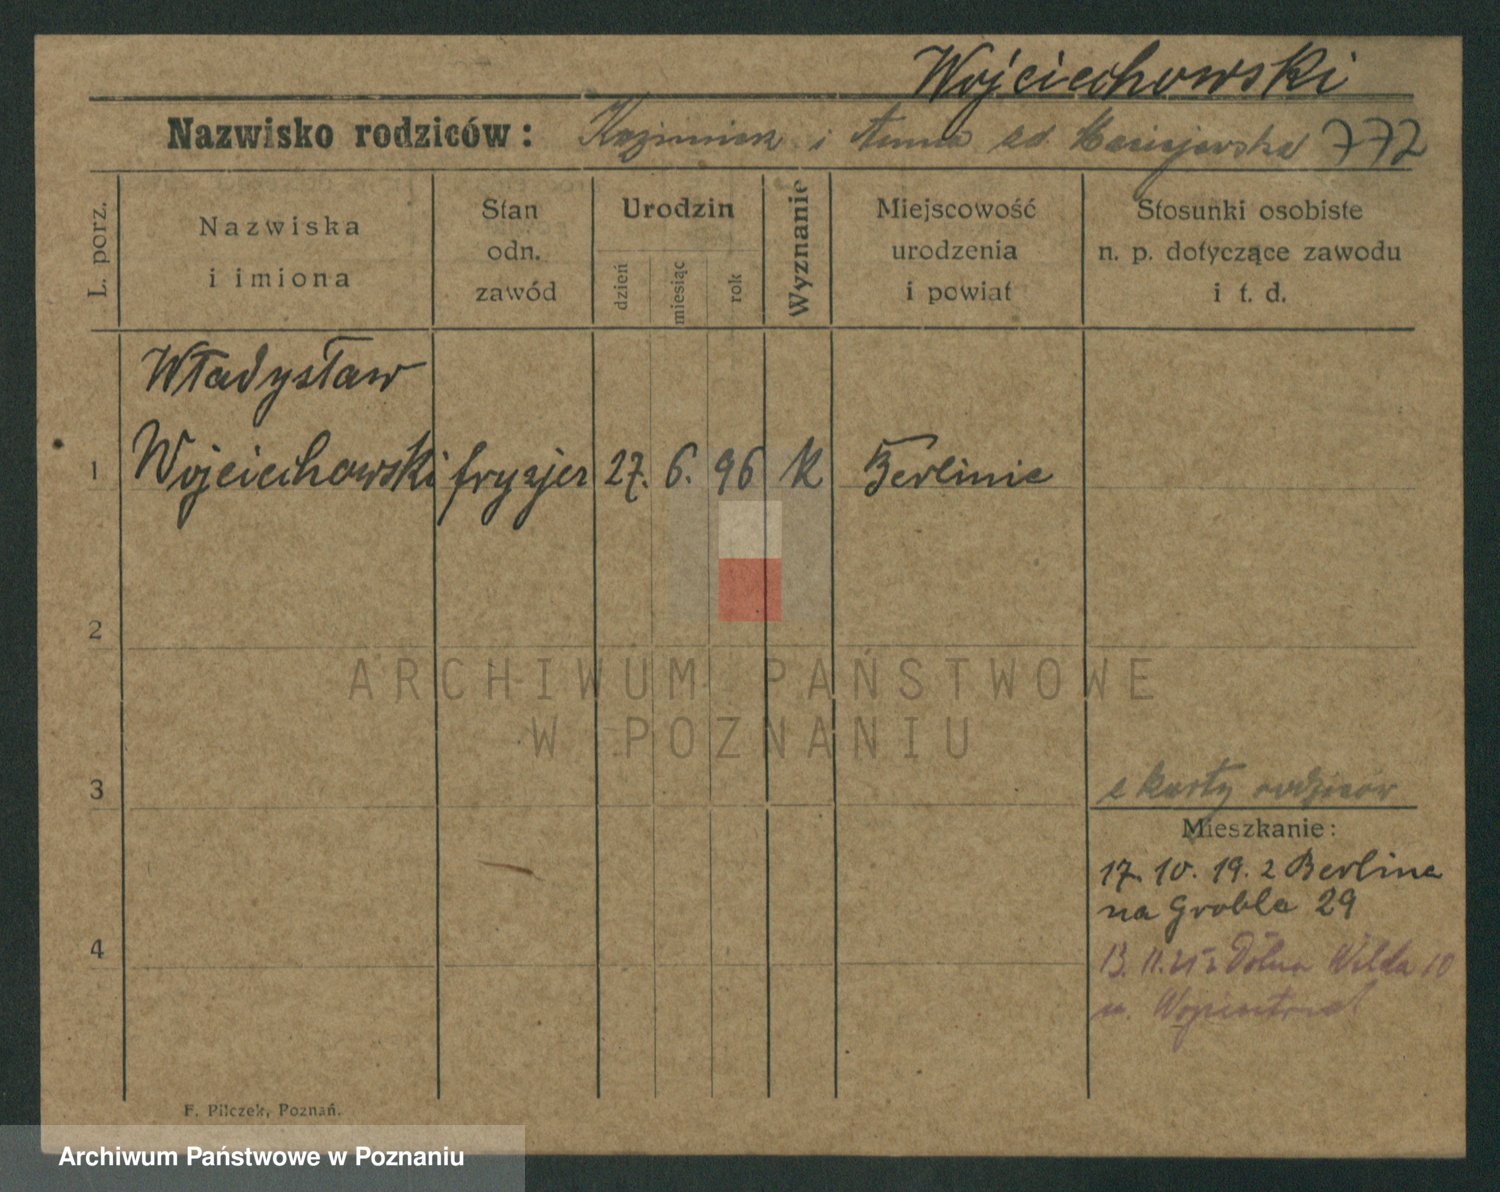 Wojciechowski
Nazwisko rodziców: Kazimierz i Anna 772
L. porz.
Nazwiska
i imiona
Stan
odn.
zawód
Urodzin
dzień
miesiąc
rok
Wyznanie
Miejscowość
urodzenia
i powiat
Stosunki osobiste
n. p. dotyczące zawodu
i t. d.
Władysław
1 Wojciechowski fryzjer 27. 6. 96 K Berlinie
2
ARCHIWUM PAŃSTWOWE
W POZNANIU
3
z karty rodziców
Mieszkanie:
17. 10. 19. z Berlina
na Grobla 29
4
13. 11. 21 Dolna Wilda 10
u.
F. Pilczek, Poznań.
Archiwum Państwowe w Poznaniu